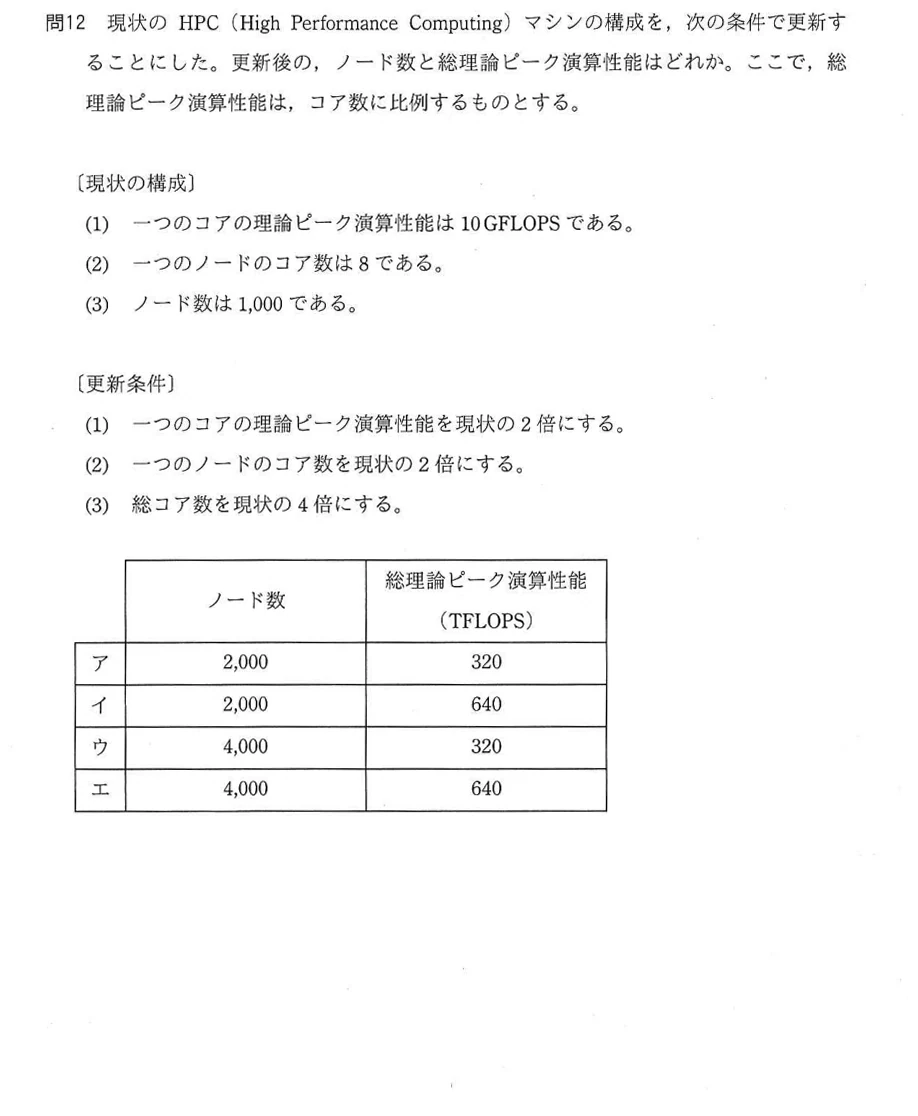 問12 現状の HPC（High Performance Computing）マシンの構成を，次の条件で更新す
ることにした。更新後の，ノード数と総理論ピーク演算性能はどれか。ここで，総
理論ピーク演算性能は，コア数に比例するものとする。
〔現状の構成〕
(1) 一つのコアの理論ピーク演算性能は 10 GFLOPS である。
(2) 一つのノードのコア数は 8 である。
(3) ノード数は 1,000 である。
〔更新条件〕
(1) 一つのコアの理論ピーク演算性能を現状の 2 倍にする。
(2) 一つのノードのコア数を現状の 2 倍にする。
(3) 総コア数を現状の 4 倍にする。
ノード数 総理論ピーク演算性能
（TFLOPS）
ア 2,000 320
イ 2,000 640
ウ 4,000 320
エ 4,000 640